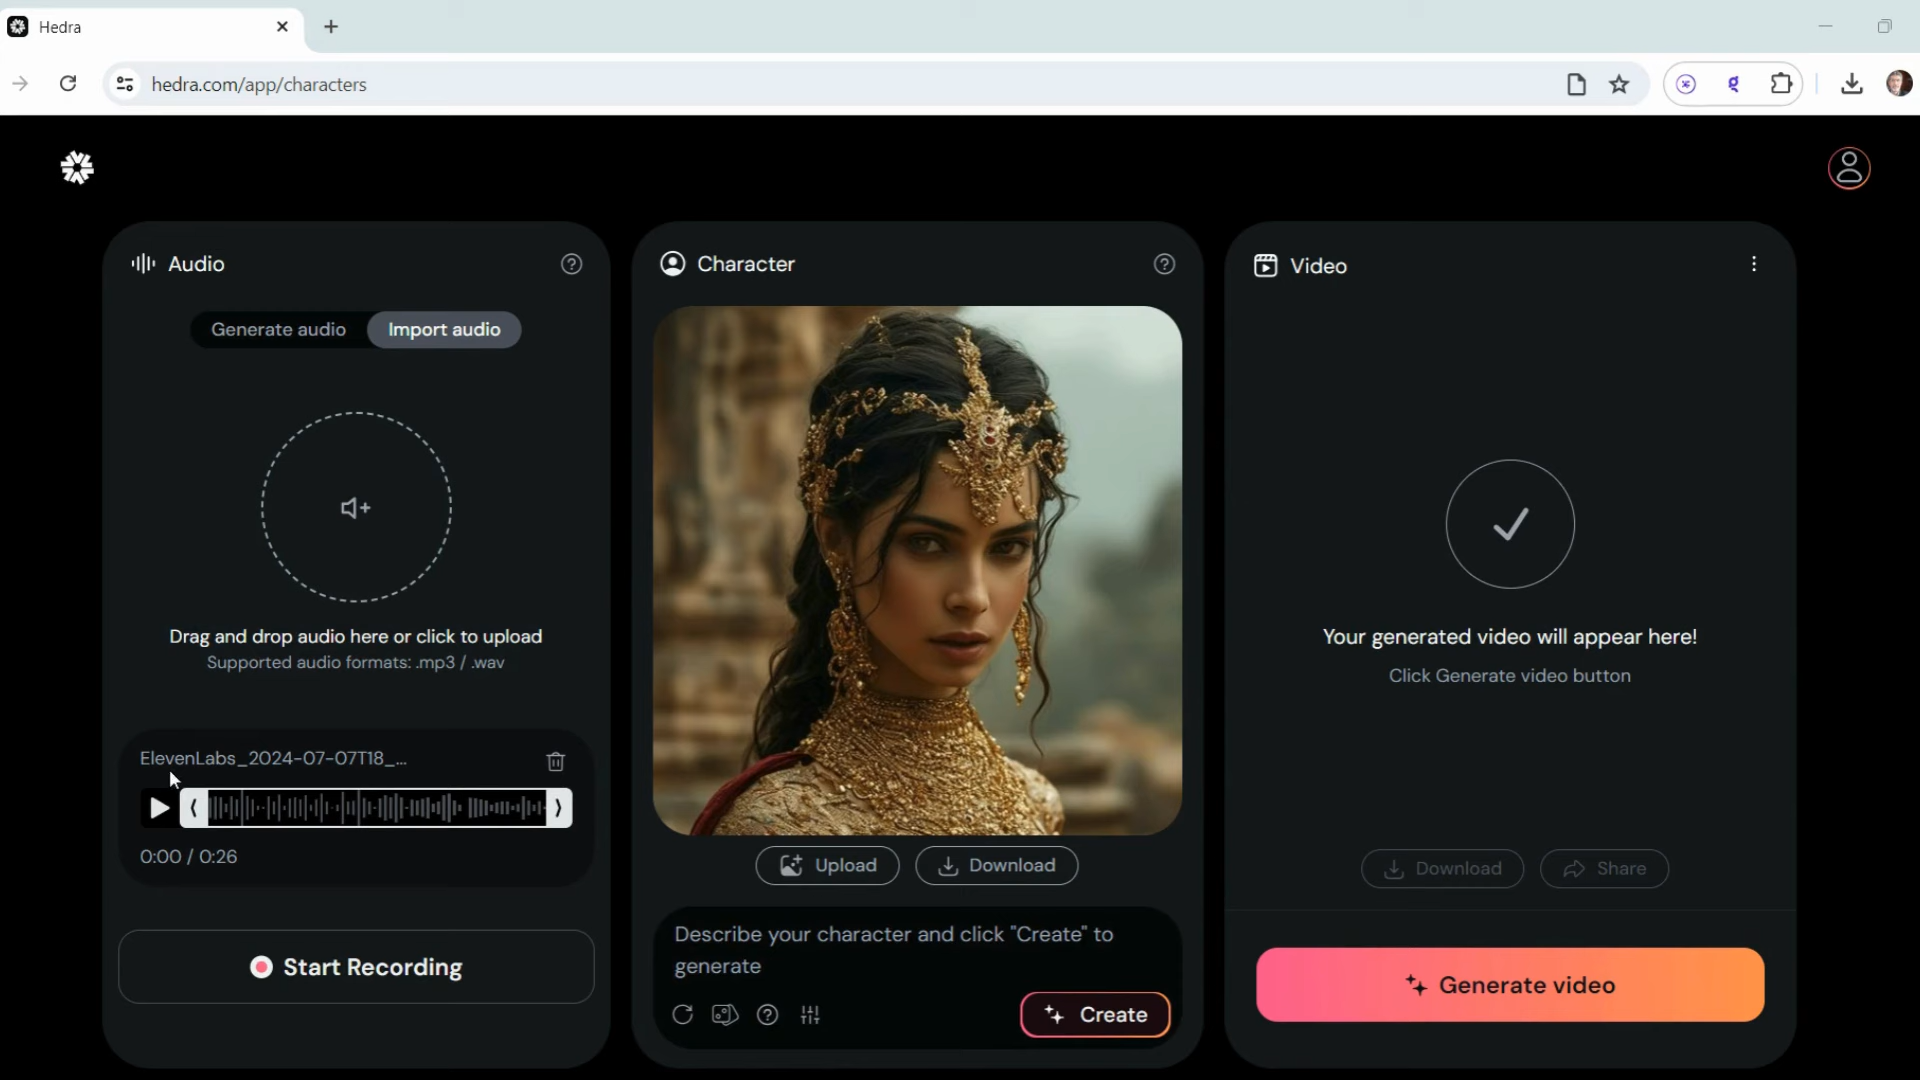 Hedra
hedra.com/app/characters
Audio
Generate audio
Import audio
Drag and drop audio here or click to upload
Supported audio formats: .mp3 / .wav
ElevenLabs_2024-07-07T18_...
0:00 / 0:26
Start Recording
Character
Upload
Download
Describe your character and click "Create" to
generate
Create
Video
Your generated video will appear here!
Click Generate video button
Download
Share
Generate video